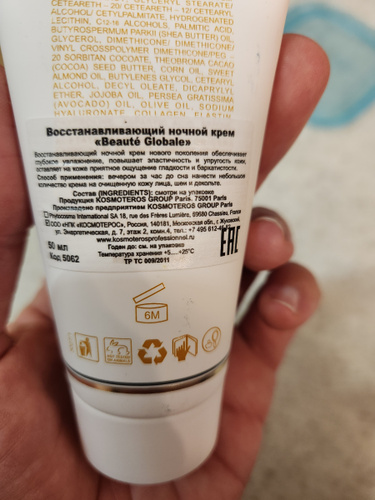 CETEARETH - 20/ CETEARETH - 12/ CETEARYL
ALCOHOL/ CETYPALMITATE, HYDROGENATED
LECITHIN, C12-16 ALCOHOLS, PALMITIC ACID,
BUTYROSPERMUM PARKII (SHEA BUTTER) OIL,
GLYCEROL, DIMETHICONE/ DIMETHICONE/
VINYL CROSSPOLYMER DIMETHICONE/PEG -
20 SORBITAN COCOATE, THEOBROMA CACAO
(COCOA) SEED BUTTER, CORN OIL, SWEET
ALMOND OIL, BUTYLENES GLYCOL, CETEARYL
ALCOHOL, DECYL OLEATE, DICAPRYLYL
ETHER, JOJOBA OIL, PERSEA GRATISSIMA
(AVOCADO) OIL, OLIVE OIL, SODIUM
HYALURONATE, COLLAGEN, ELASTIN
Восстанавливающий ночной крем
«Beauté Globale»
Восстанавливающий ночной крем нового поколения обеспечивает
глубокое увлажнение, повышает эластичность и упругость кожи,
оставляет на коже приятное ощущение гладкости и бархатистости.
Способ применения: вечером за час до сна нанести небольшое
количество крема на очищенную кожу лица, шеи и декольте.
Состав (INGREDIENTS): смотри на упаковке
Продукция KOSMOTEROS GROUP Paris. 75001 Paris
Произведено предприятием KOSMOTEROS GROUP Paris
Phytocosma International SA 18, rue des Frères Lumière, 69680 Chassieu, France
ООО «НПК «КОСМОТЕРОС», Россия, 140181, Московская обл., г. Жуковский,
ул. Энергетическая, д. 7, этаж 2, комн.4, тел.: +7 495 612-4
www.kosmoterosprofessionnel.ru
Годен до: см. на упаковке
Температура хранения +5....+25°C
ТР ТС 009/2011
50 мл
Код 5062
EAC
6M